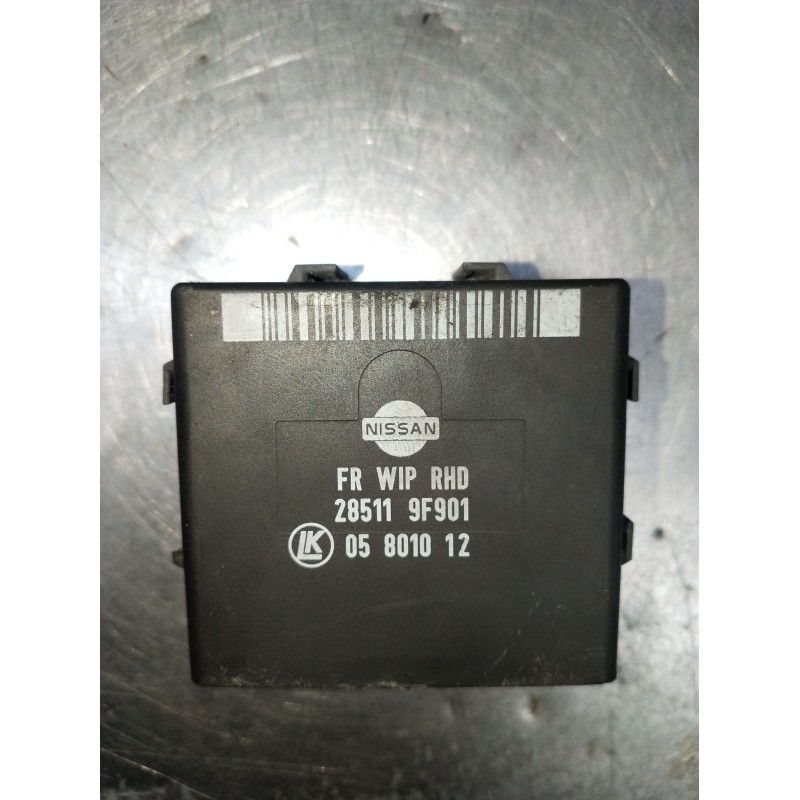 NISSAN
FR WIP RHD
28511 9F901
LK 05 8010 12